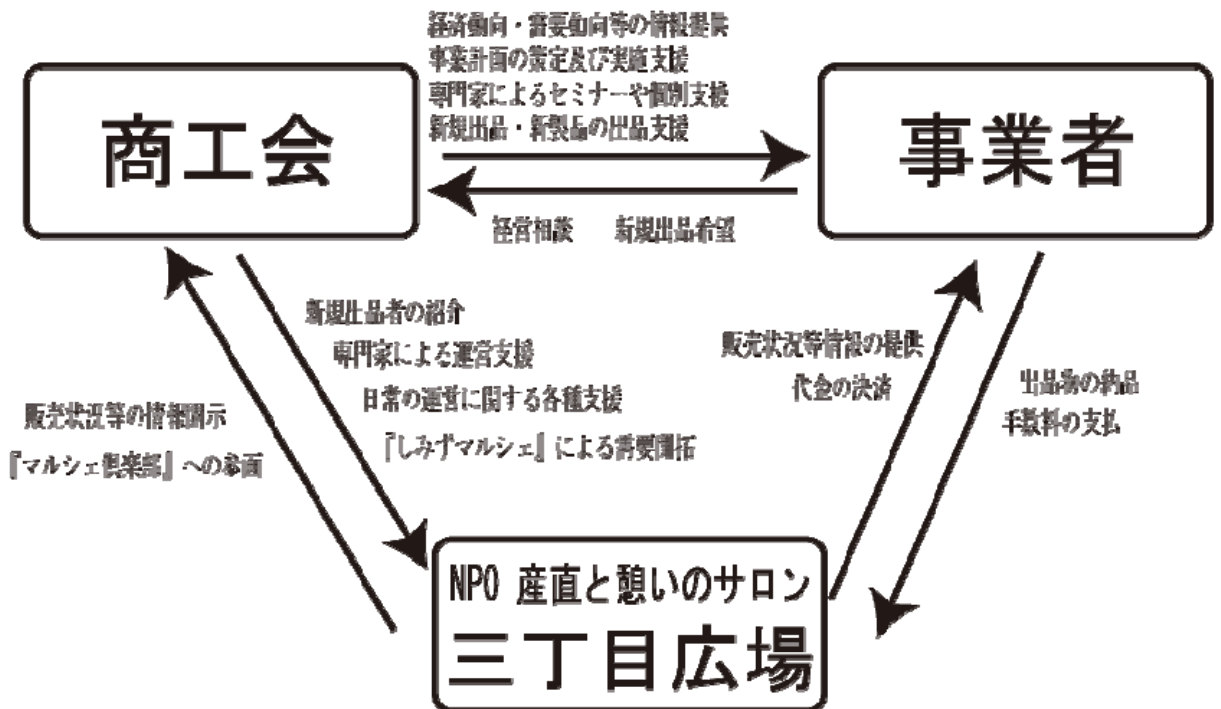 経済動向・需要動向等の情報提供
事業計画の策定及び実施支援
専門家によるセミナーや個別支援
新規出品・新製品の出品支援
商工会
事業者
経営相談　新規出品希望
新規出品者の紹介
専門家による運営支援
日常の運営に関する各種支援
『しみずマルシェ』による需要開拓
販売状況等の情報開示
『マルシェ倶楽部』への参画
販売状況等情報の提供
代金の決済
出品物の納品
手数料の支払
NPO 産直と憩いのサロン
三丁目広場